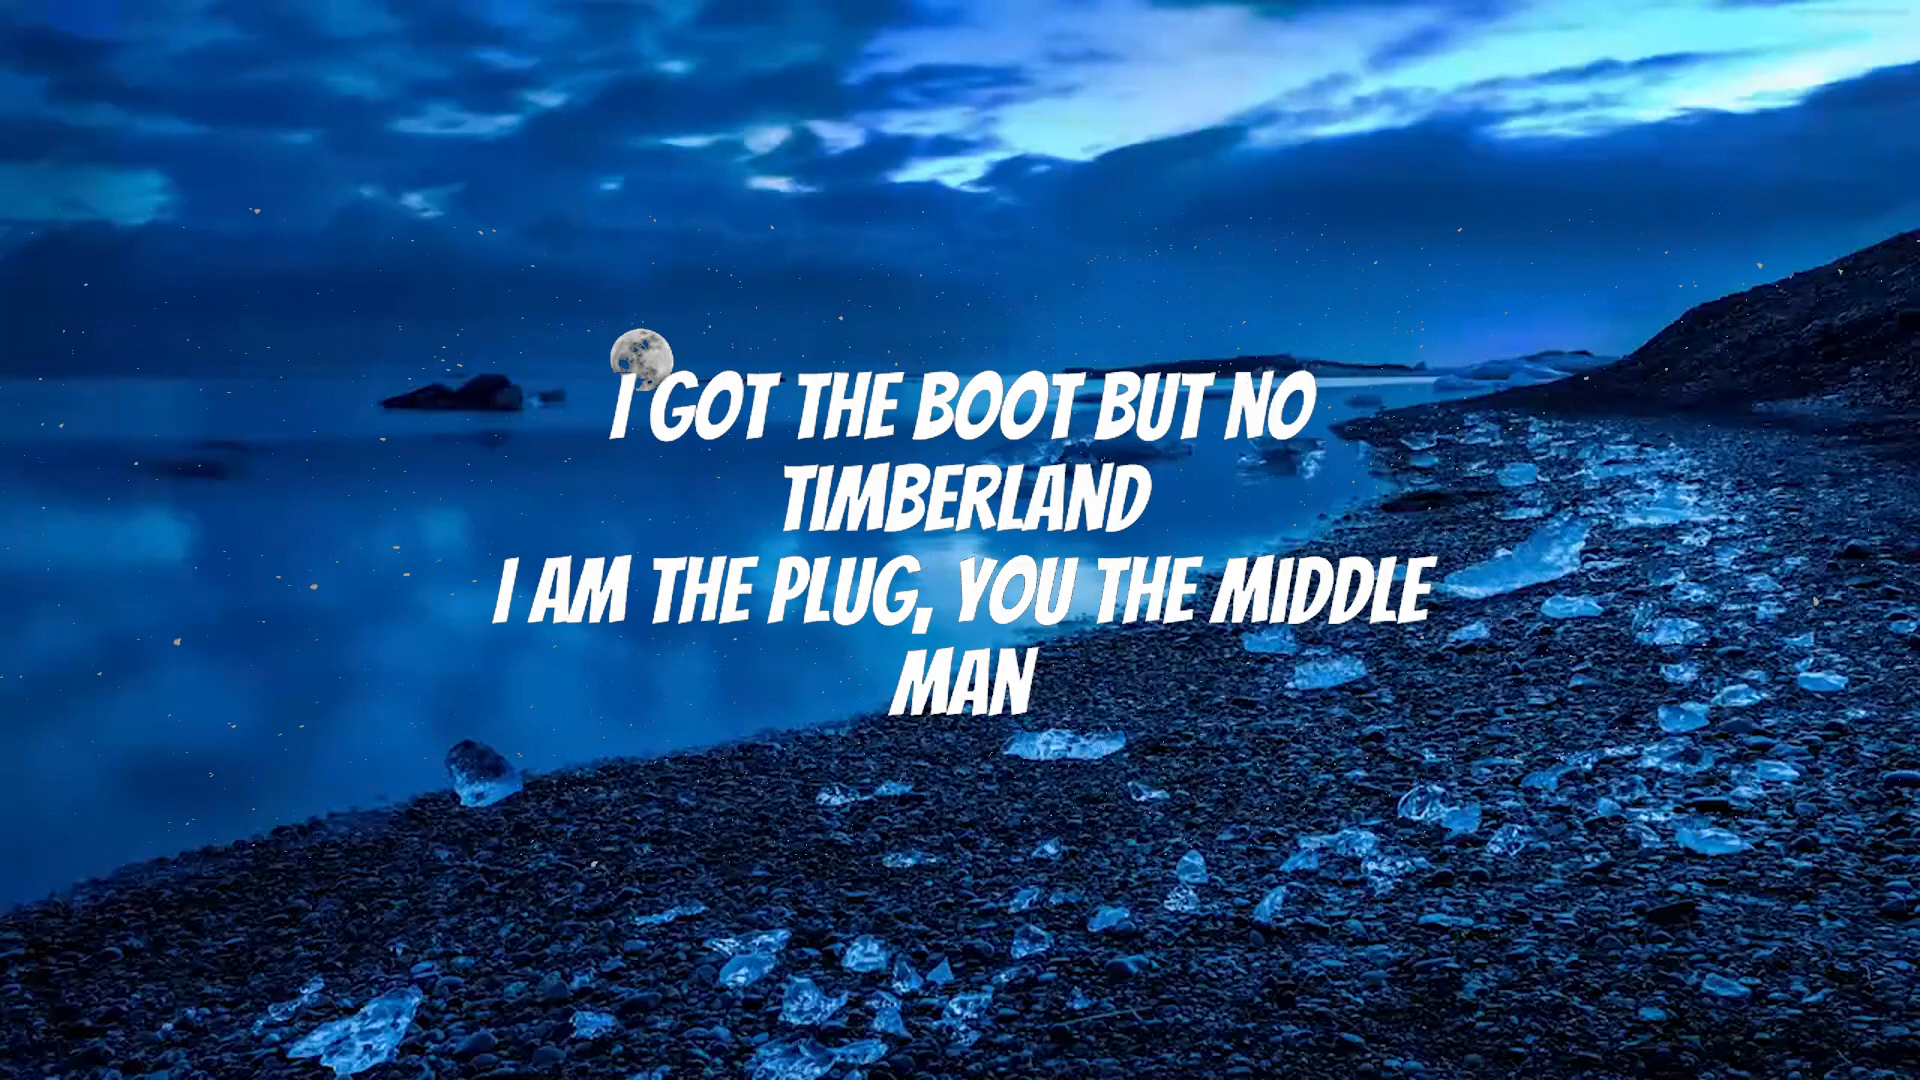 I GOT THE BOOT BUT NO
TIMBERLAND
I AM THE PLUG, YOU THE MIDDLE
MAN